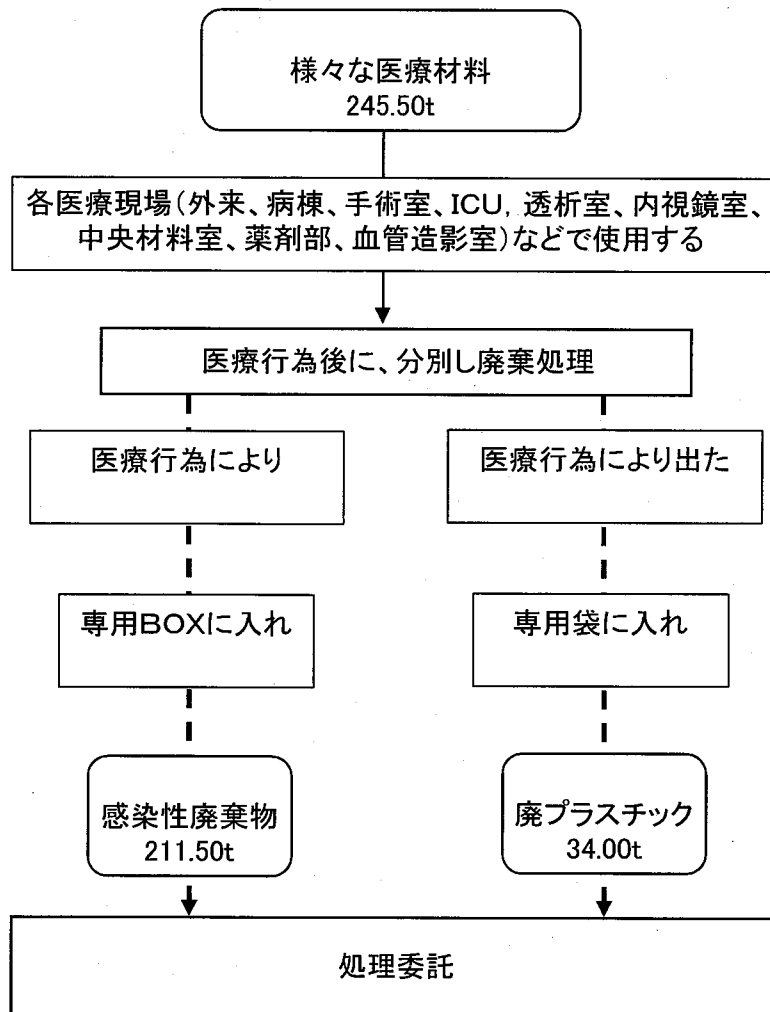 様々な医療材料
245.50t
各医療現場(外来、病棟、手術室、ICU, 透析室、内視鏡室、
中央材料室、薬剤部、血管造影室)などで使用する
医療行為後に、分別し廃棄処理
医療行為により
医療行為により出た
専用BOXに入れ
専用袋に入れ
感染性廃棄物
211.50t
廃プラスチック
34.00t
処理委託